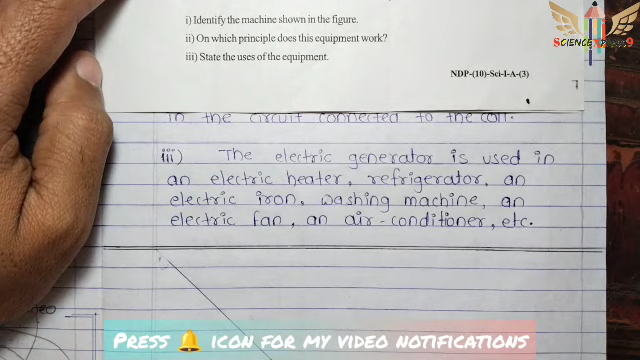 i) Identify the machine shown in the figure.
ii) On which principle does this equipment work?
iii) State the uses of the equipment.
NDP-(10)-Sci-I-A-(3)
in the circuit connected to the coil.
iii) The electric generator is used in
an electric heater, refrigerator, an
electric iron, washing machine, an
electric fan, an air-conditioner, etc.
PRESS 🔔 ICON FOR MY VIDEO NOTIFICATIONS